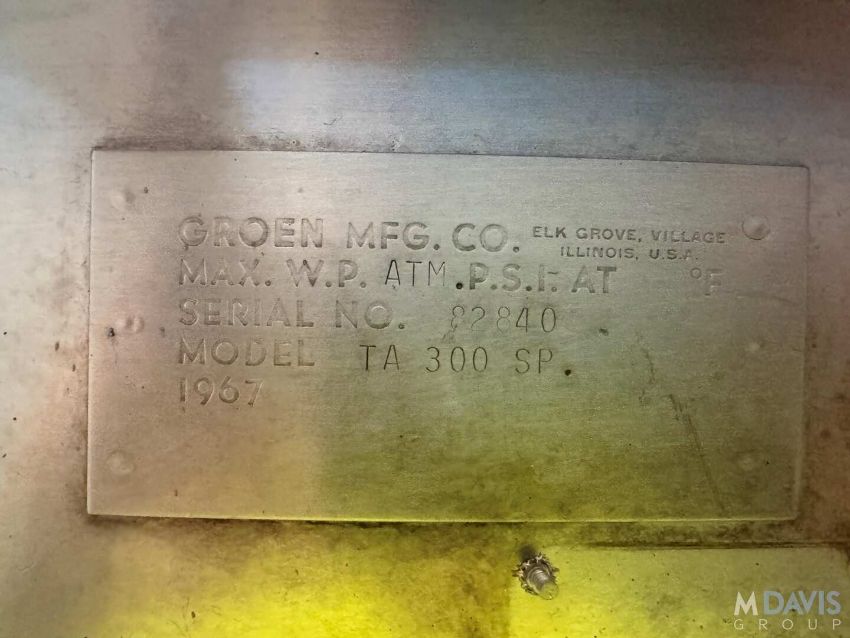 GROEN MFG. CO. ELK GROVE, VILLAGE
ILLINOIS, U.S.A.
MAX. W.P. ATM. P.S.I. AT °F
SERIAL NO. 82840
MODEL TA 300 SP.
1967
M DAVIS
GROUP